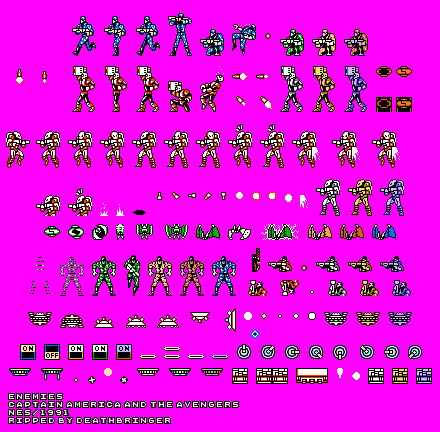 ON OFF ON ON ON
ENEMIES
CAPTAIN AMERICA AND THE AVENGERS
NES/1991
RIPPED BY DEATHBRINGER